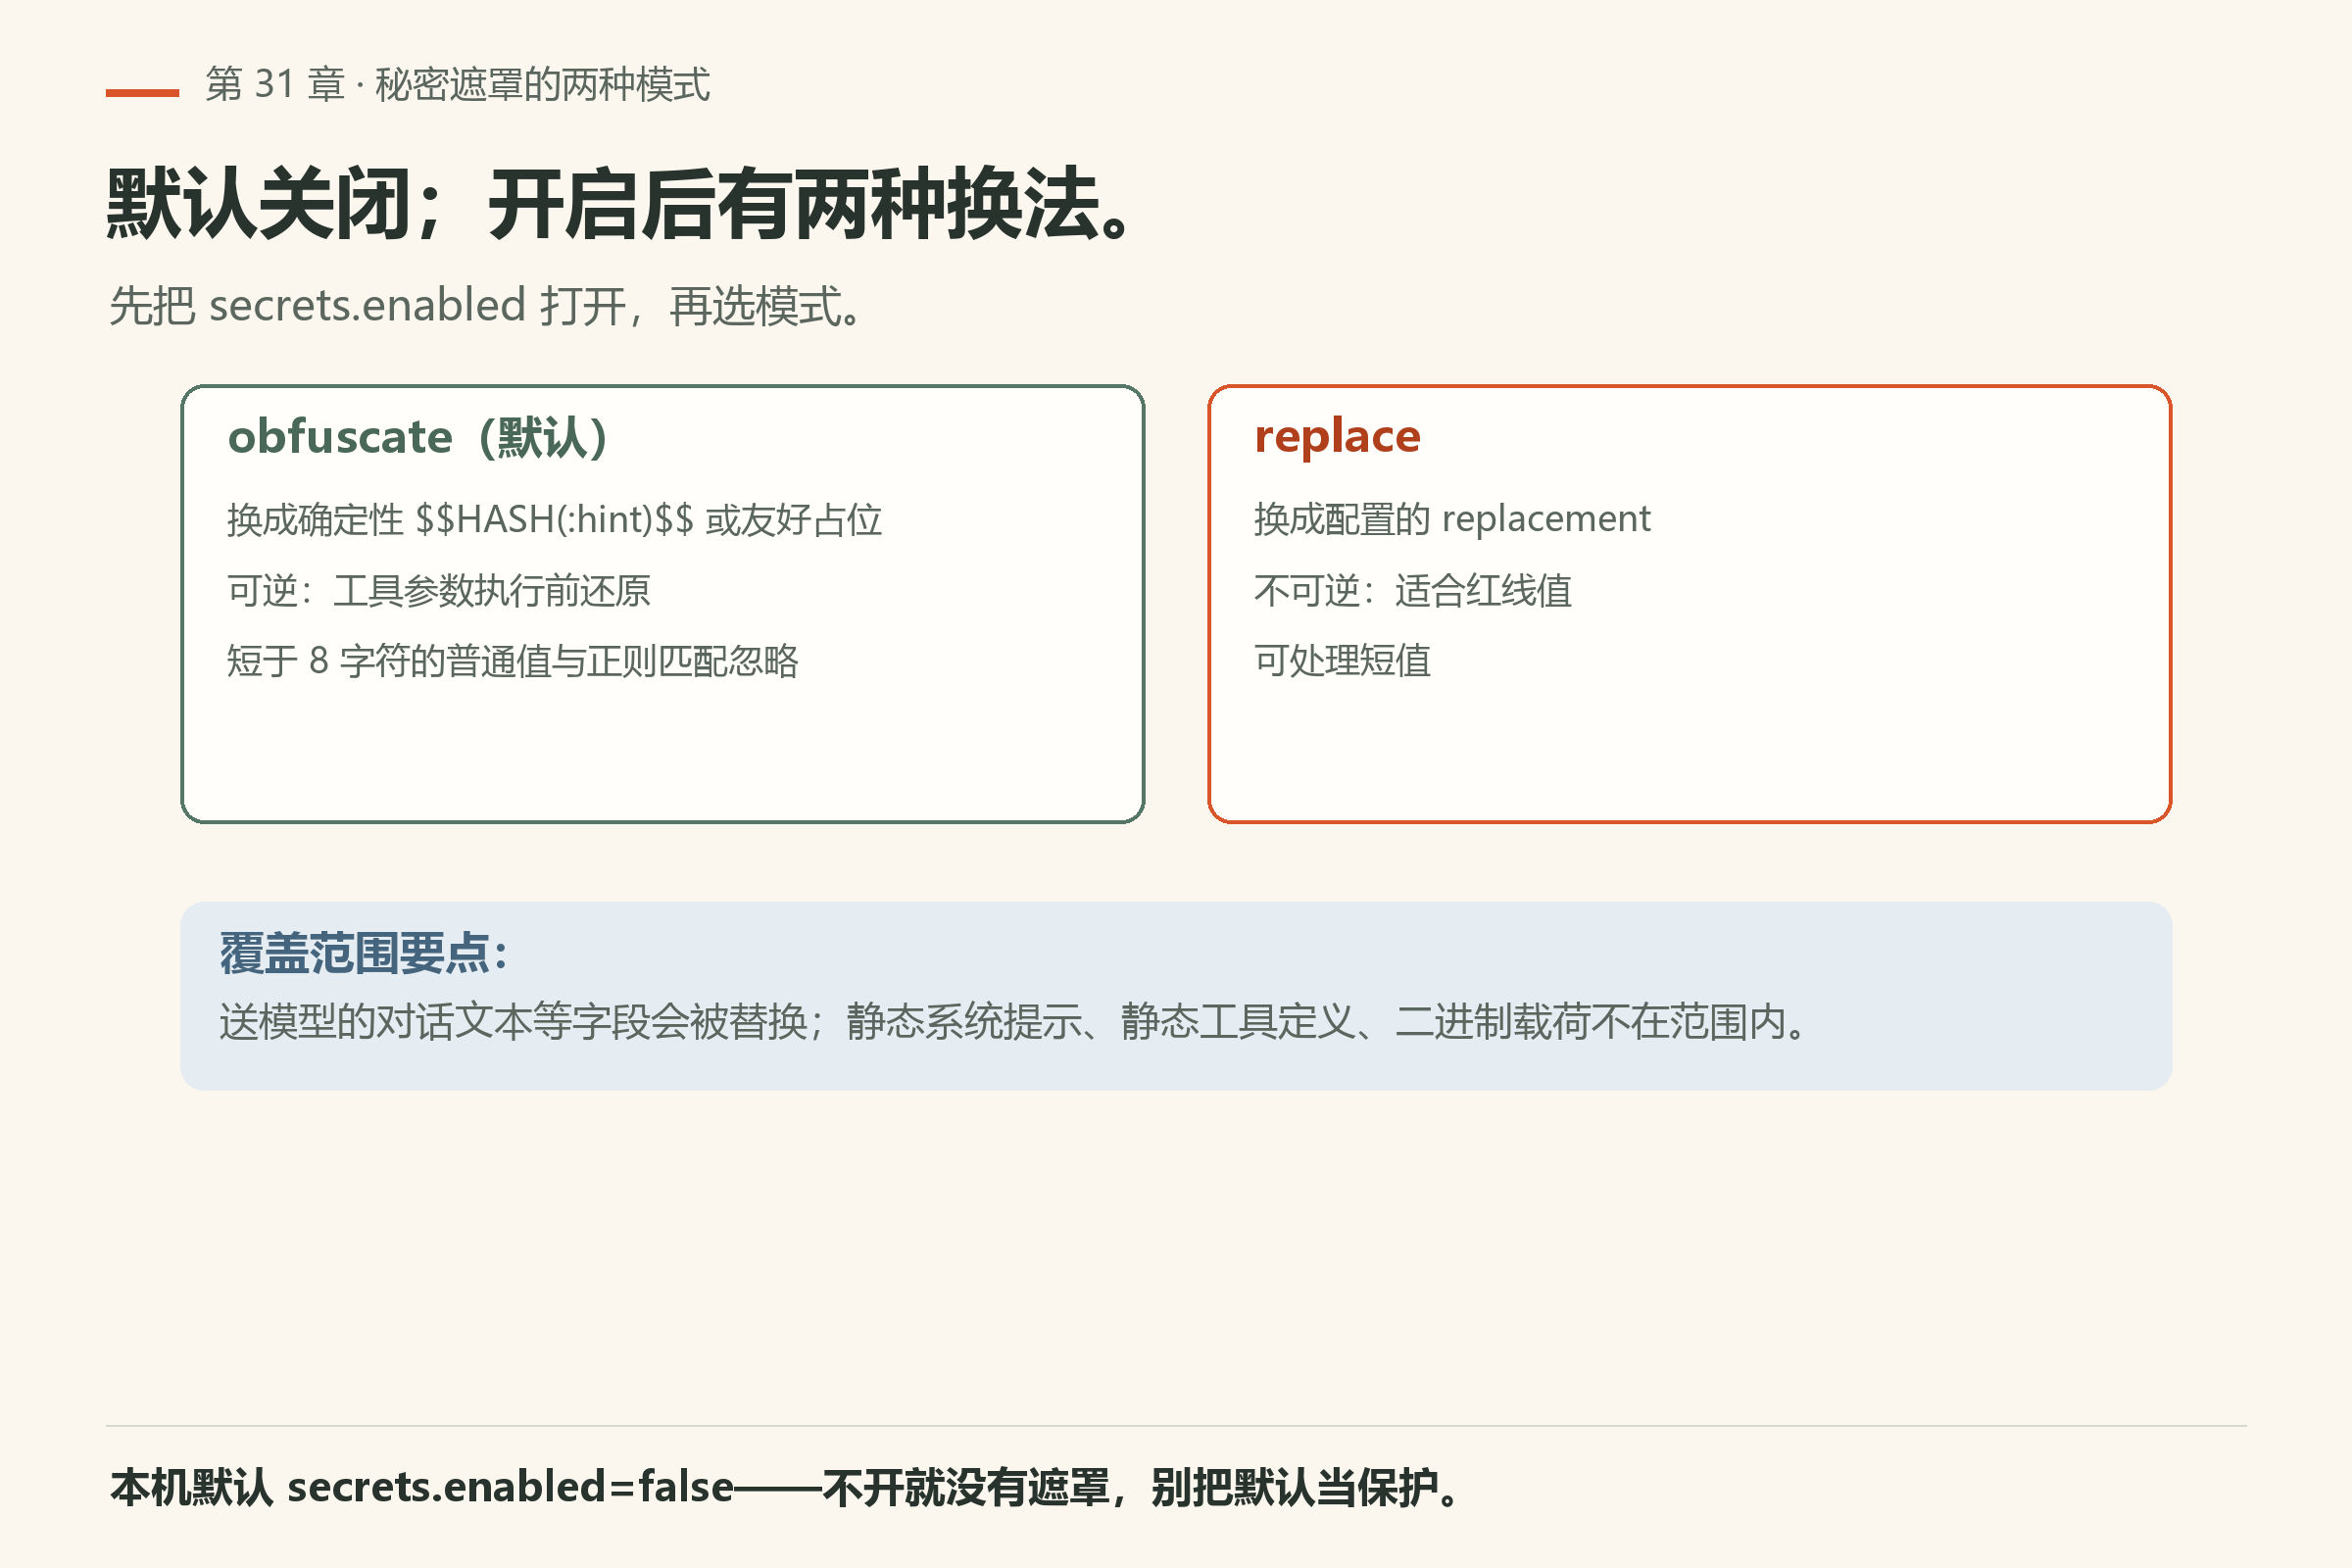 第 31 章 · 秘密遮罩的两种模式
默认关闭；开启后有两种换法。
先把 secrets.enabled 打开，再选模式。
obfuscate（默认）
换成确定性 $$HASH(:hint)$$ 或友好占位
可逆：工具参数执行前还原
短于 8 字符的普通值与正则匹配忽略
replace
换成配置的 replacement
不可逆：适合红线值
可处理短值
覆盖范围要点：
送模型的对话文本等字段会被替换；静态系统提示、静态工具定义、二进制载荷不在范围内。
本机默认 secrets.enabled=false——不开就没有遮罩，别把默认当保护。